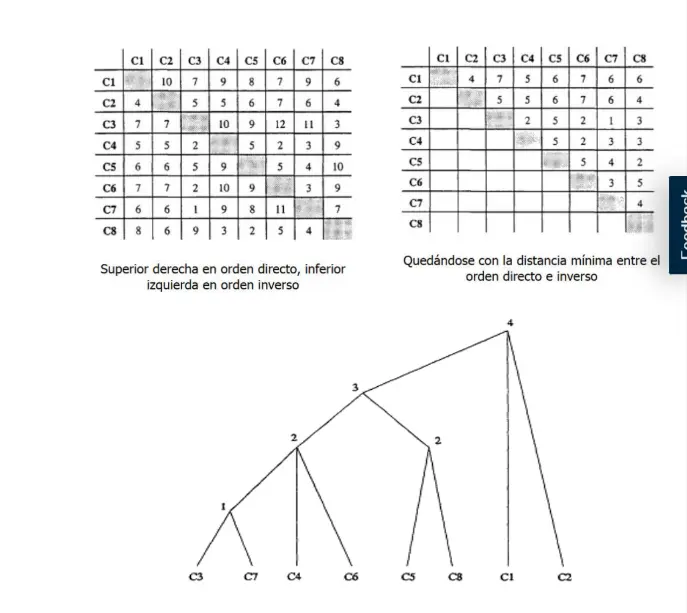 C1 C2 C3 C4 C5 C6 C7 C8
C1 10 7 9 8 7 9 6
C2 4 5 5 6 7 6 4
C3 7 7 10 9 12 11 3
C4 5 5 2 5 2 3 9
C5 6 6 5 9 5 4 10
C6 7 7 2 10 9 3 9
C7 6 6 1 9 8 11 7
C8 8 6 9 3 2 5 4
Superior derecha en orden directo, inferior
izquierda en orden inverso
C1 C2 C3 C4 C5 C6 C7 C8
C1 4 7 5 6 7 6 6
C2 5 5 6 7 6 4
C3 2 5 2 1 3
C4 5 2 3 3
C5 5 4 2
C6 3 5
C7 4
C8
Quedándose con la distancia mínima entre el
orden directo e inverso
Feedback
4
3
2 2
1
C3 C7 C4 C6 C5 C8 C1 C2